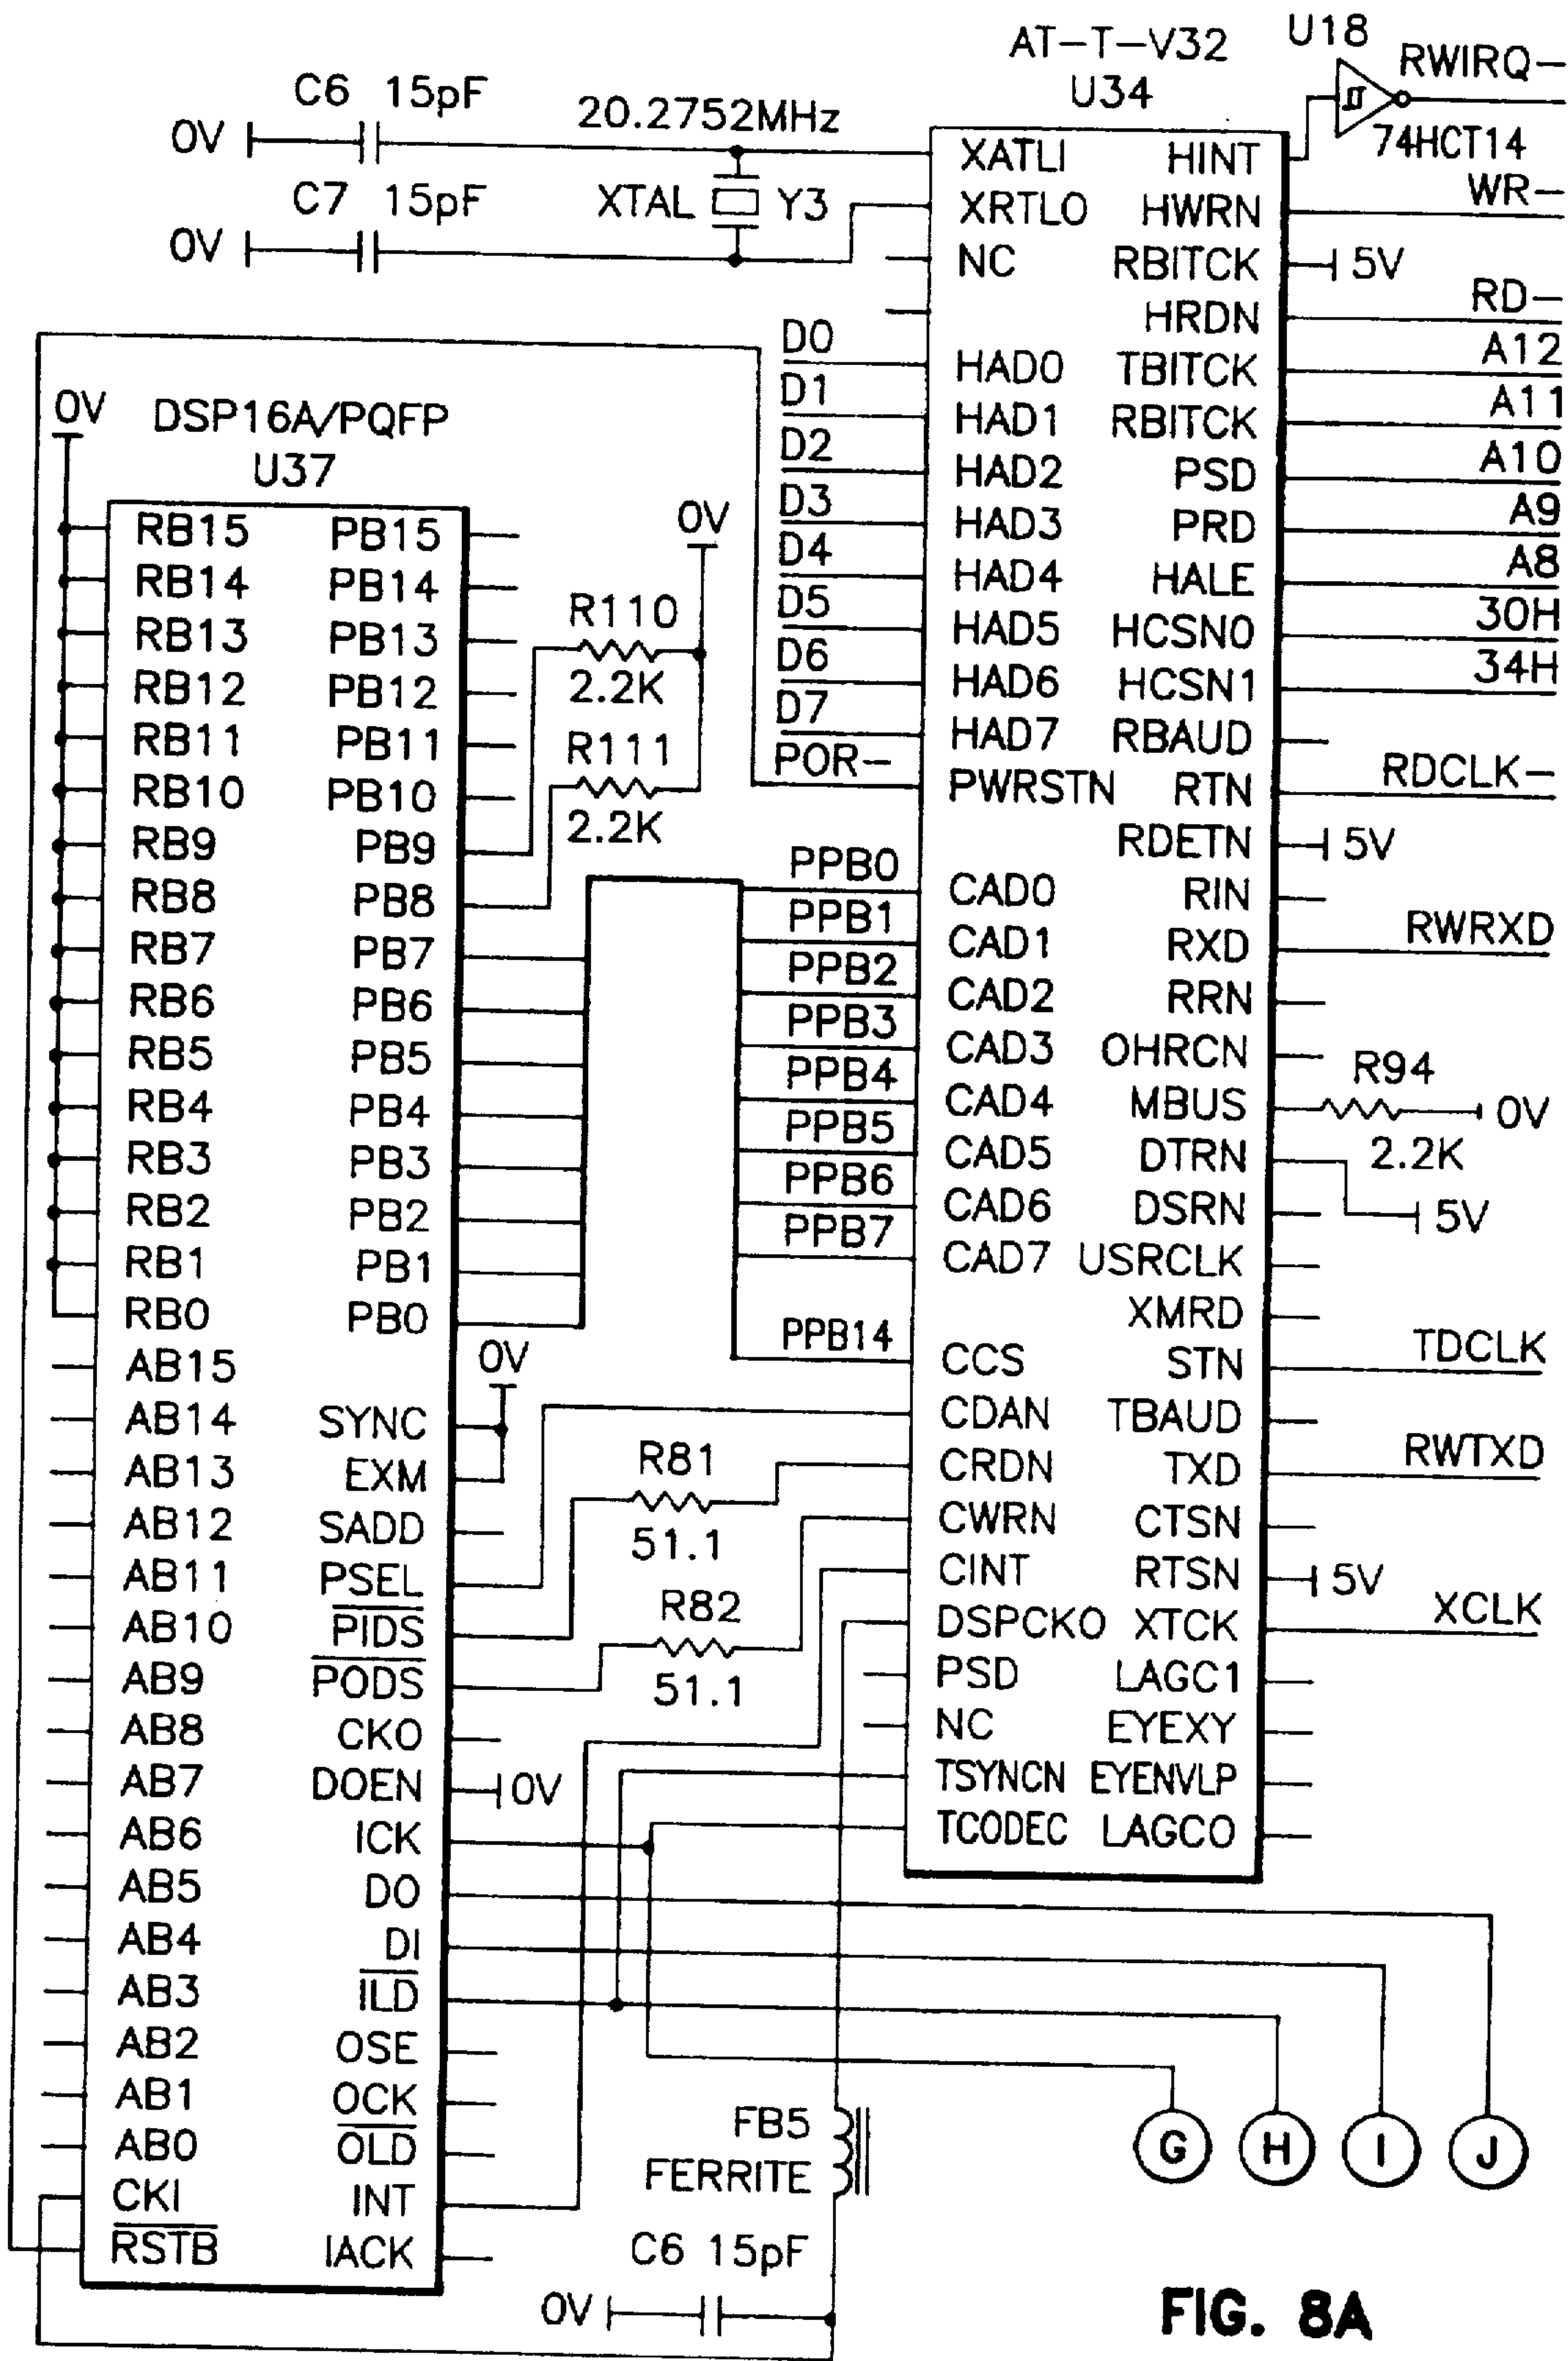 AT-T-V32
U34
U18
RWIRQ-
74HCT14
C6 15pF
0V
20.2752MHz
C7 15pF
0V
XTAL
Y3
XATLI HINT
XRTLO HWRN WR-
NC RBITCK 5V
HRDN RD-
D0 HAD0 TBITCK A12
D1 HAD1 RBITCK A11
D2 HAD2 PSD A10
D3 HAD3 PRD A9
D4 HAD4 HALE A8
D5 HAD5 HCSN0 30H
D6 HAD6 HCSN1 34H
D7 HAD7 RBAUD
POR- PWRSTN RTN RDCLK-
RDETN 5V
PPB0 CAD0 RIN
PPB1 CAD1 RXD RWRXD
PPB2 CAD2 RRN
PPB3 CAD3 OHRCN
PPB4 CAD4 MBUS R94 2.2K 0V
PPB5 CAD5 DTRN
PPB6 CAD6 DSRN 5V
PPB7 CAD7 USRCLK
XMRD
PPB14 CCS STN TDCLK
CDAN TBAUD
CRDN TXD RWTXD
CWRN CTSN
CINT RTSN 5V
DSPCKO XTCK XCLK
PSD LAGC1
NC EYEXY
TSYNCN EYENVLP
TCODEC LAGCO
0V
DSP16A/PQFP
U37
RB15 PB15
RB14 PB14
RB13 PB13
RB12 PB12
RB11 PB11
RB10 PB10
RB9 PB9
RB8 PB8
RB7 PB7
RB6 PB6
RB5 PB5
RB4 PB4
RB3 PB3
RB2 PB2
RB1 PB1
RB0 PB0
AB15
AB14 SYNC
AB13 EXM
AB12 SADD
AB11 PSEL
AB10 PIDS
AB9 PODS
AB8 CKO
AB7 DOEN 0V
AB6 ICK
AB5 DO
AB4 DI
AB3 ILD
AB2 OSE
AB1 OCK
AB0 OLD
CKI INT
RSTB IACK
0V
R110
2.2K
R111
2.2K
0V
R81
51.1
R82
51.1
FB5
FERRITE
C6 15pF
0V
G H I J
FIG. 8A